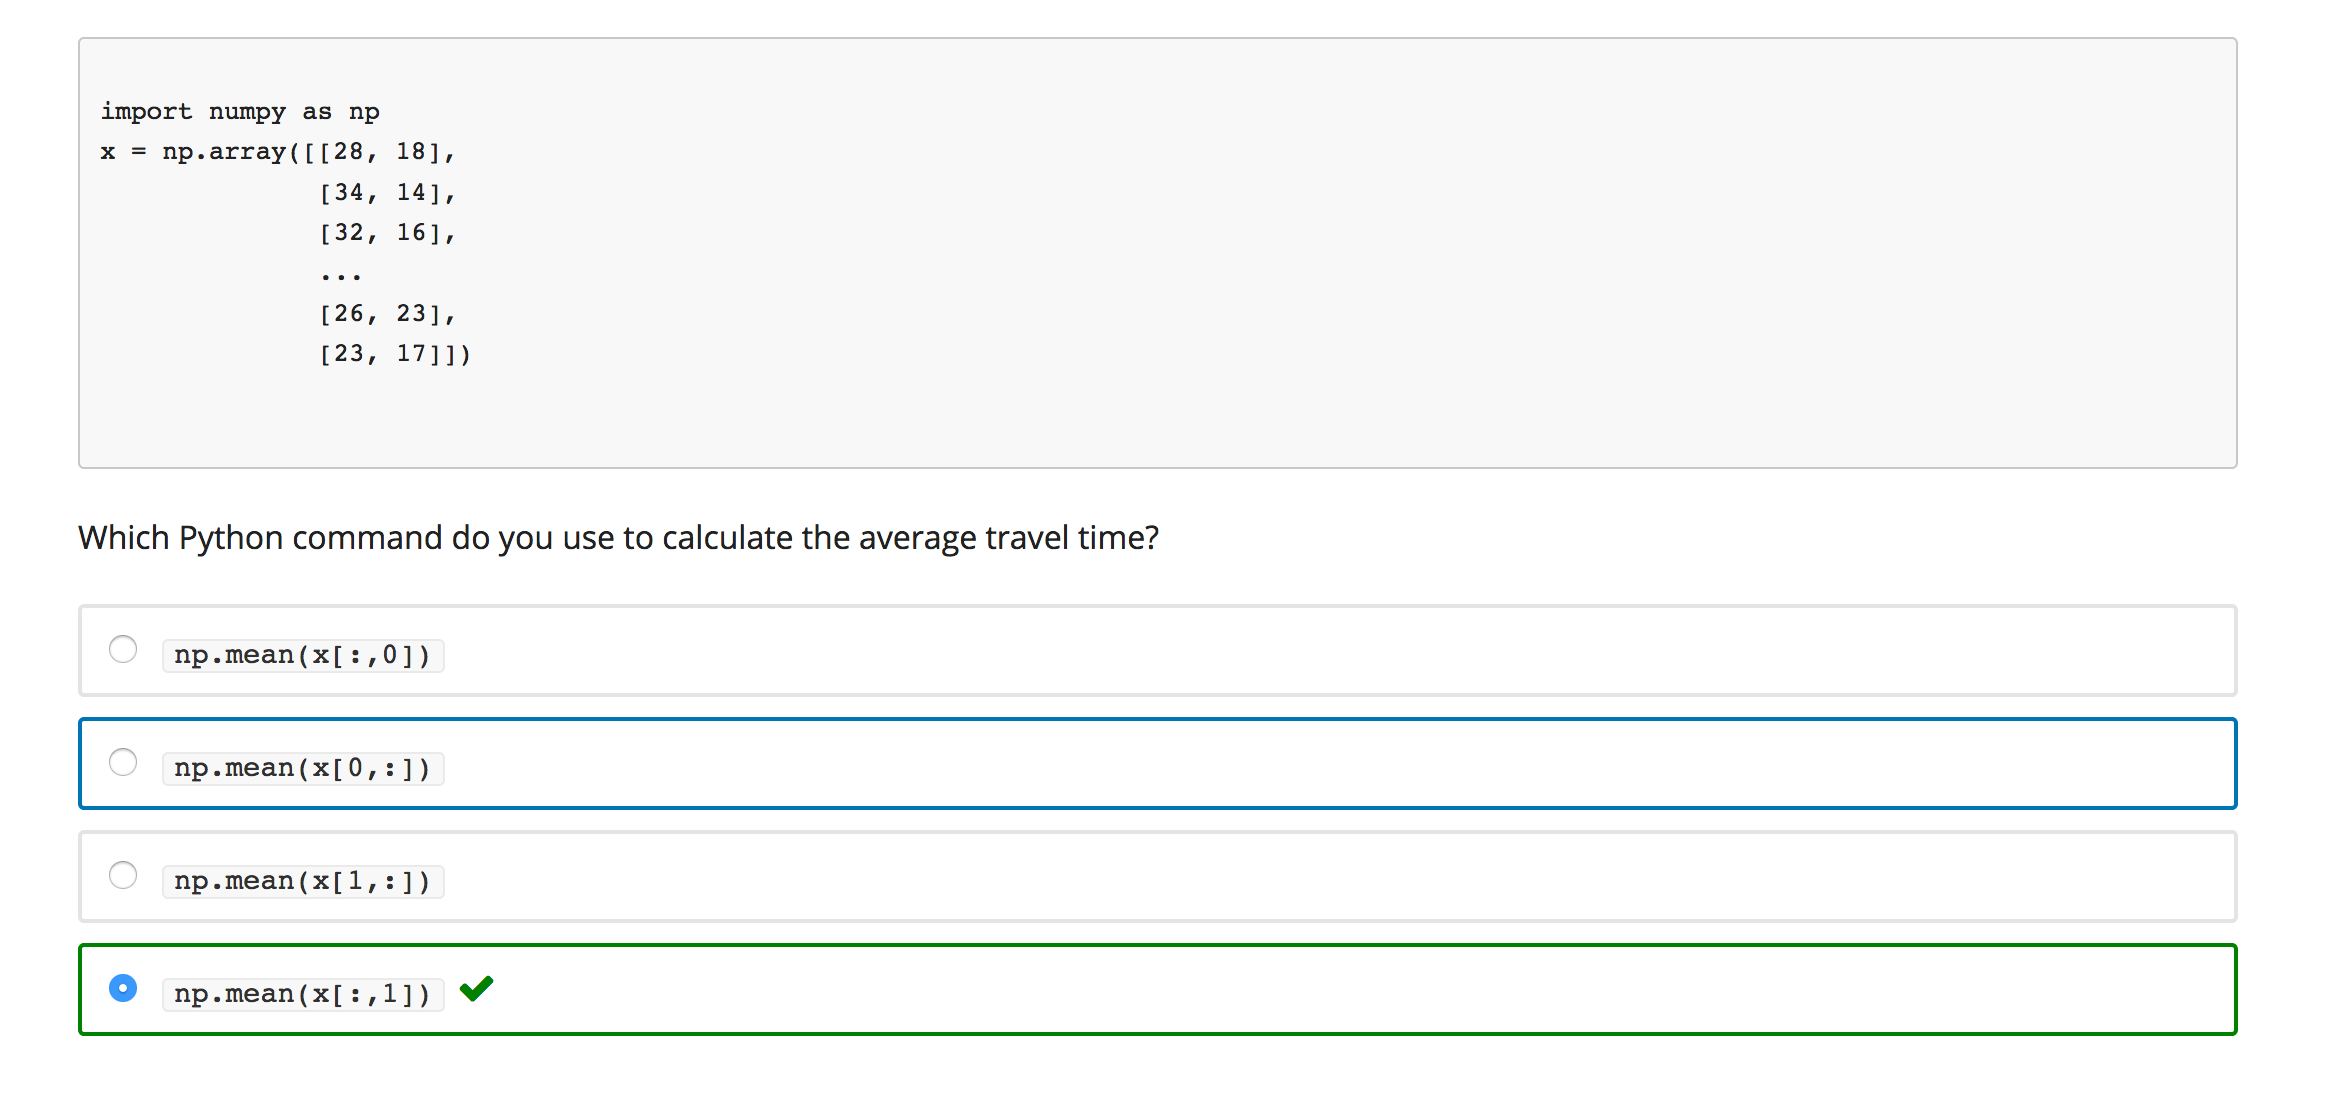 import numpy as np
x = np.array([[28, 18],
[34, 14],
[32, 16],
...
[26, 23],
[23, 17]])
Which Python command do you use to calculate the average travel time?
np.mean(x[:,0])
np.mean(x[0,:])
np.mean(x[1,:])
np.mean(x[:,1])